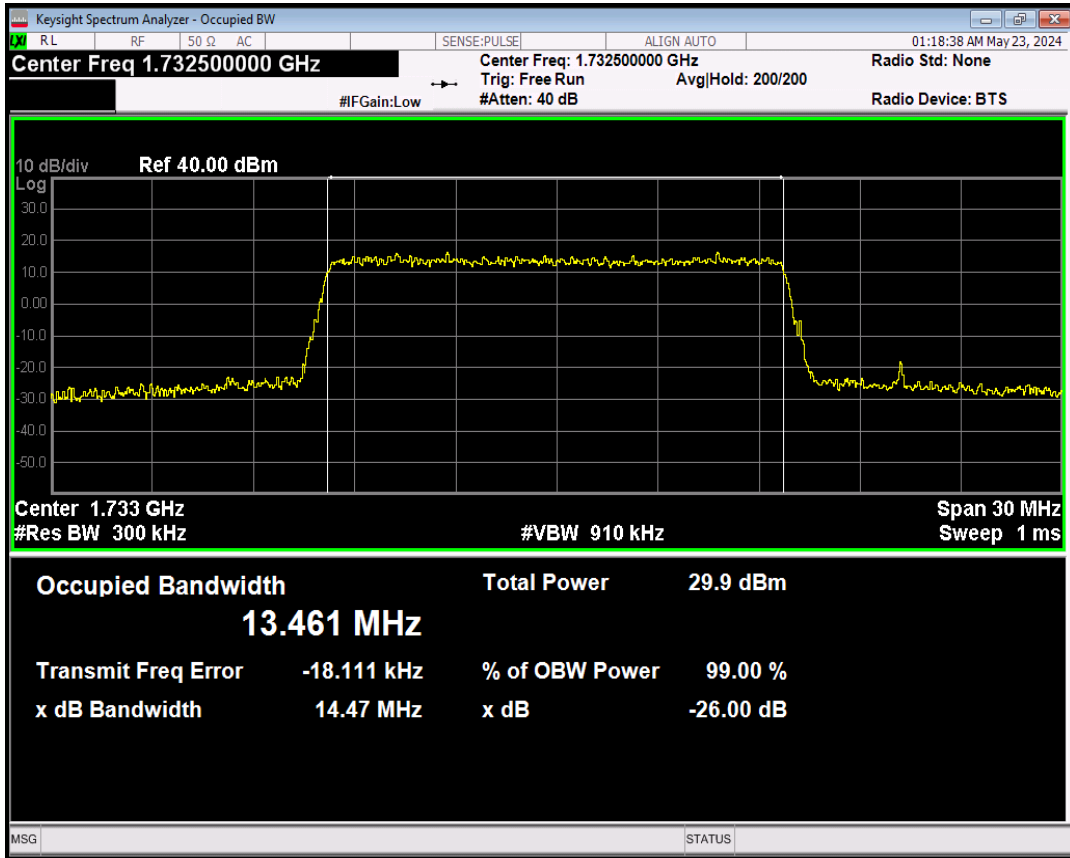 Keysight Spectrum Analyzer - Occupied BW
LXI RL RF 50 Ω AC SENSE:PULSE ALIGN AUTO 01:18:38 AM May 23, 2024
Center Freq 1.732500000 GHz Center Freq: 1.732500000 GHz Radio Std: None
Trig: Free Run Avg|Hold: 200/200
#IFGain:Low #Atten: 40 dB Radio Device: BTS
10 dB/div Ref 40.00 dBm
Log
30.0
20.0
10.0
0.00
-10.0
-20.0
-30.0
-40.0
-50.0
Center 1.733 GHz Span 30 MHz
#Res BW 300 kHz #VBW 910 kHz Sweep 1 ms
Occupied Bandwidth Total Power 29.9 dBm
13.461 MHz
Transmit Freq Error -18.111 kHz % of OBW Power 99.00 %
x dB Bandwidth 14.47 MHz x dB -26.00 dB
MSG STATUS